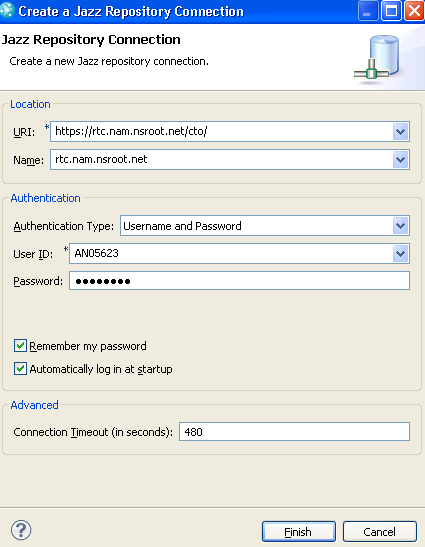 Create a Jazz Repository Connection
Jazz Repository Connection
Create a new Jazz repository connection.
Location
URI: * https://rtc.nam.nsroot.net/cto/
Name: rtc.nam.nsroot.net
Authentication
Authentication Type: Username and Password
User ID: * AN05623
Password: ●●●●●●●●
Remember my password
Automatically log in at startup
Advanced
Connection Timeout (in seconds): 480
? Finish Cancel